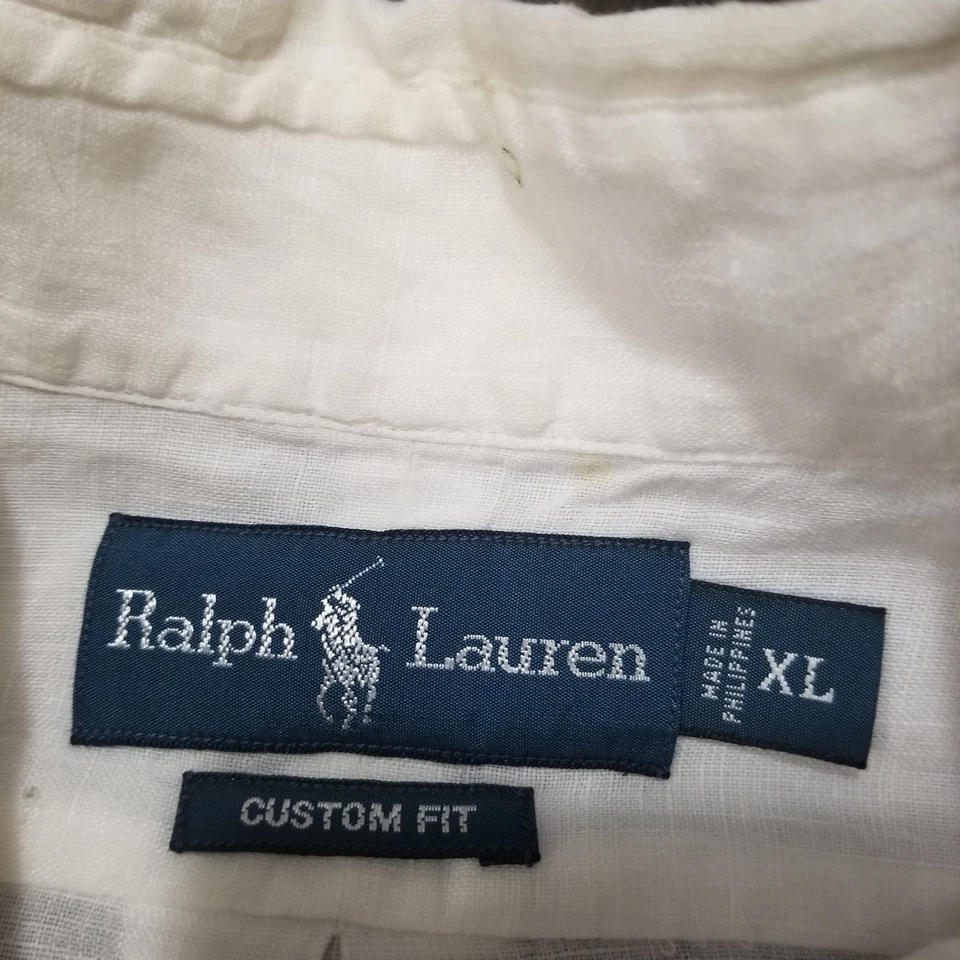 Ralph Lauren
MADE IN
PHILIPPINES
XL
CUSTOM FIT